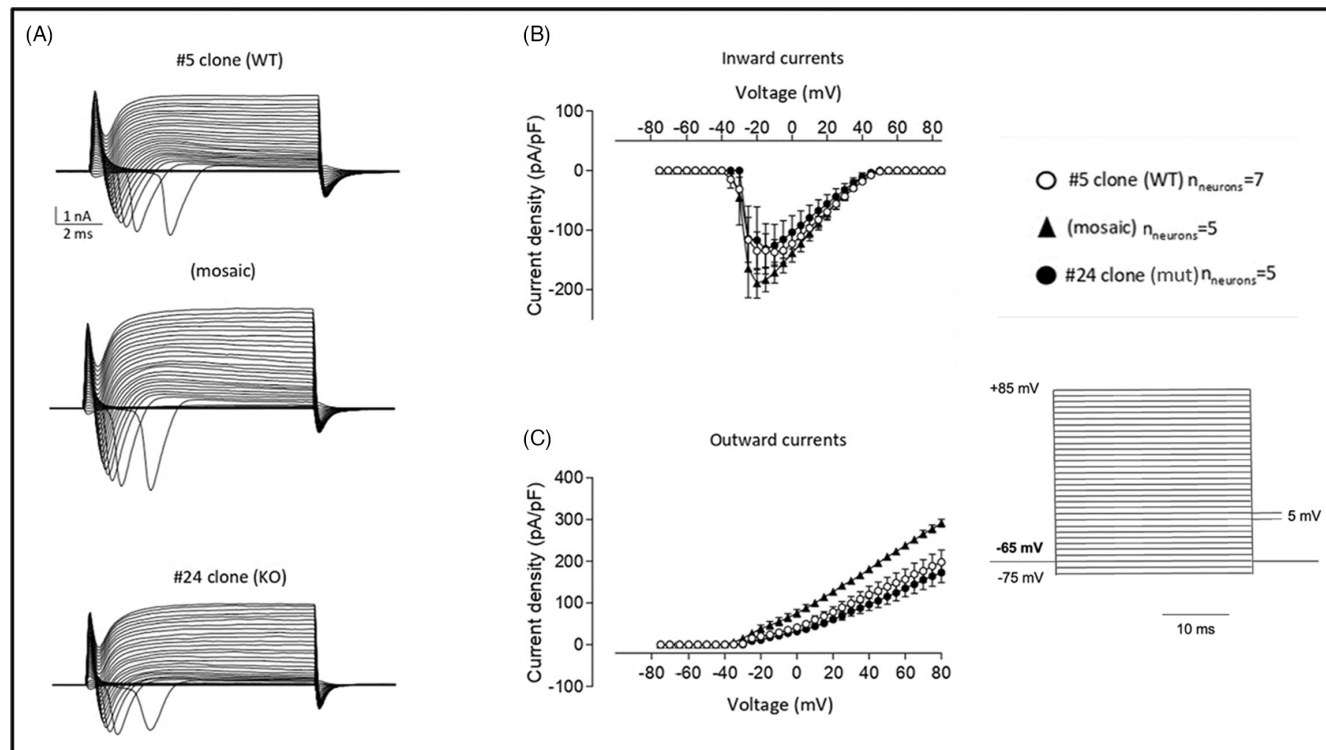 (A)
#5 clone (WT)
1 nA
2 ms
(mosaic)
#24 clone (KO)
(B)
Inward currents
Voltage (mV)
-80 -60 -40 -20 0 20 40 60 80
100
0
-100
-200
Current density (pA/pF)
#5 clone (WT) nneurons=7
(mosaic) nneurons=5
#24 clone (mut) nneurons=5
(C)
Outward currents
400
300
200
100
0
-100
Current density (pA/pF)
-80 -60 -40 -20 0 20 40 60 80
Voltage (mV)
+85 mV
5 mV
-65 mV
-75 mV
10 ms